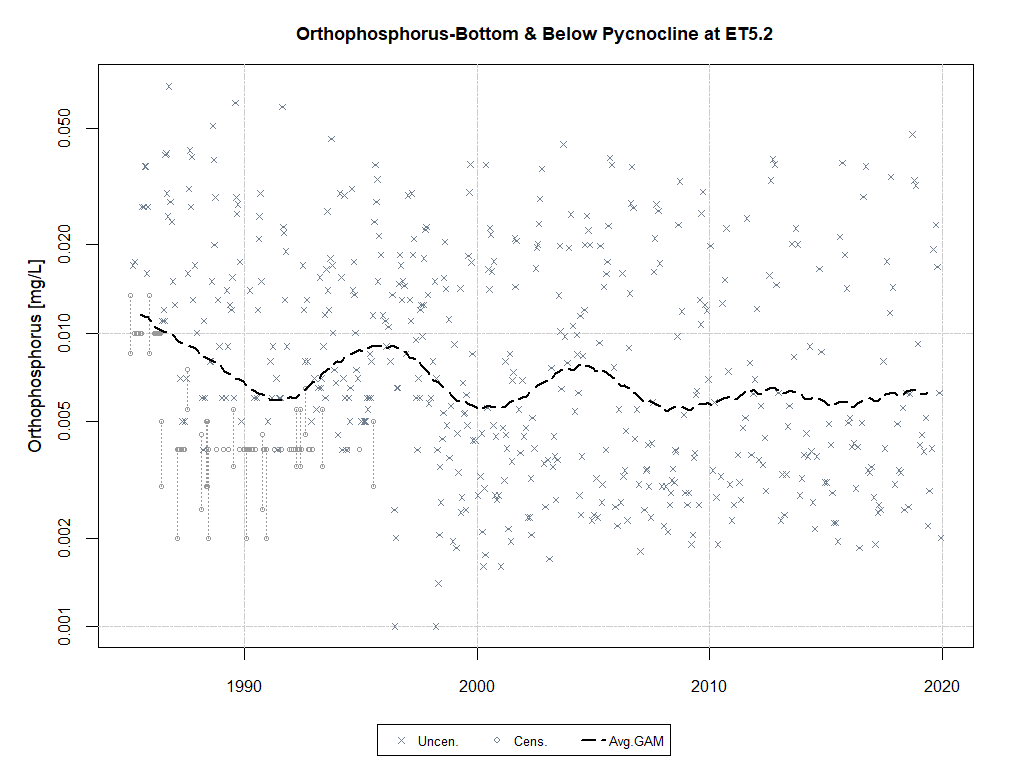 Orthophosphorus-Bottom & Below Pycnocline at ET5.2
Orthophosphorus [mg/L]
0.050
0.020
0.010
0.005
0.002
0.001
1990 2000 2010 2020
Uncen. Cens. Avg.GAM